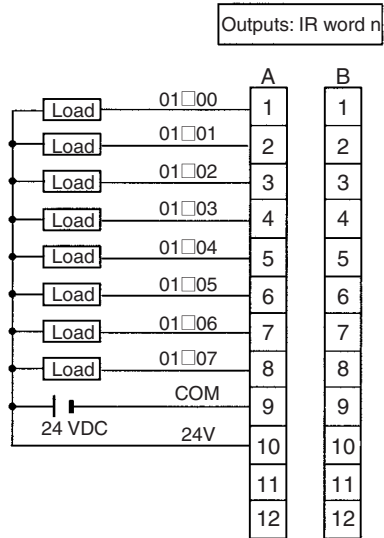 Outputs: IR word n
A B
Load 01□00 1 1
Load 01□01 2 2
Load 01□02 3 3
Load 01□03 4 4
Load 01□04 5 5
Load 01□05 6 6
Load 01□06 7 7
Load 01□07 8 8
COM 9 9
24 VDC 24V 10 10
11 11
12 12